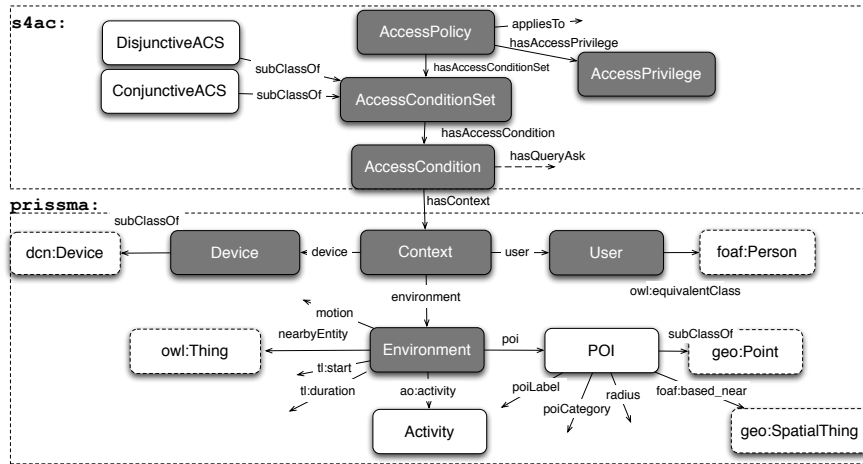 s4ac:
appliesTo
AccessPolicy
DisjunctiveACS
hasAccessPrivilege
subClassOf
hasAccessConditionSet
AccessPrivilege
ConjunctiveACS
subClassOf
AccessConditionSet
hasAccessCondition
hasQueryAsk
AccessCondition
hasContext
prissma:
subClassOf
dcn:Device
Device
device
Context
user
User
foaf:Person
owl:equivalentClass
environment
motion
nearbyEntity
subClassOf
owl:Thing
Environment
poi
POI
geo:Point
tl:start
tl:duration
ao:activity
poiLabel
radius
foaf:based_near
poiCategory
Activity
geo:SpatialThing